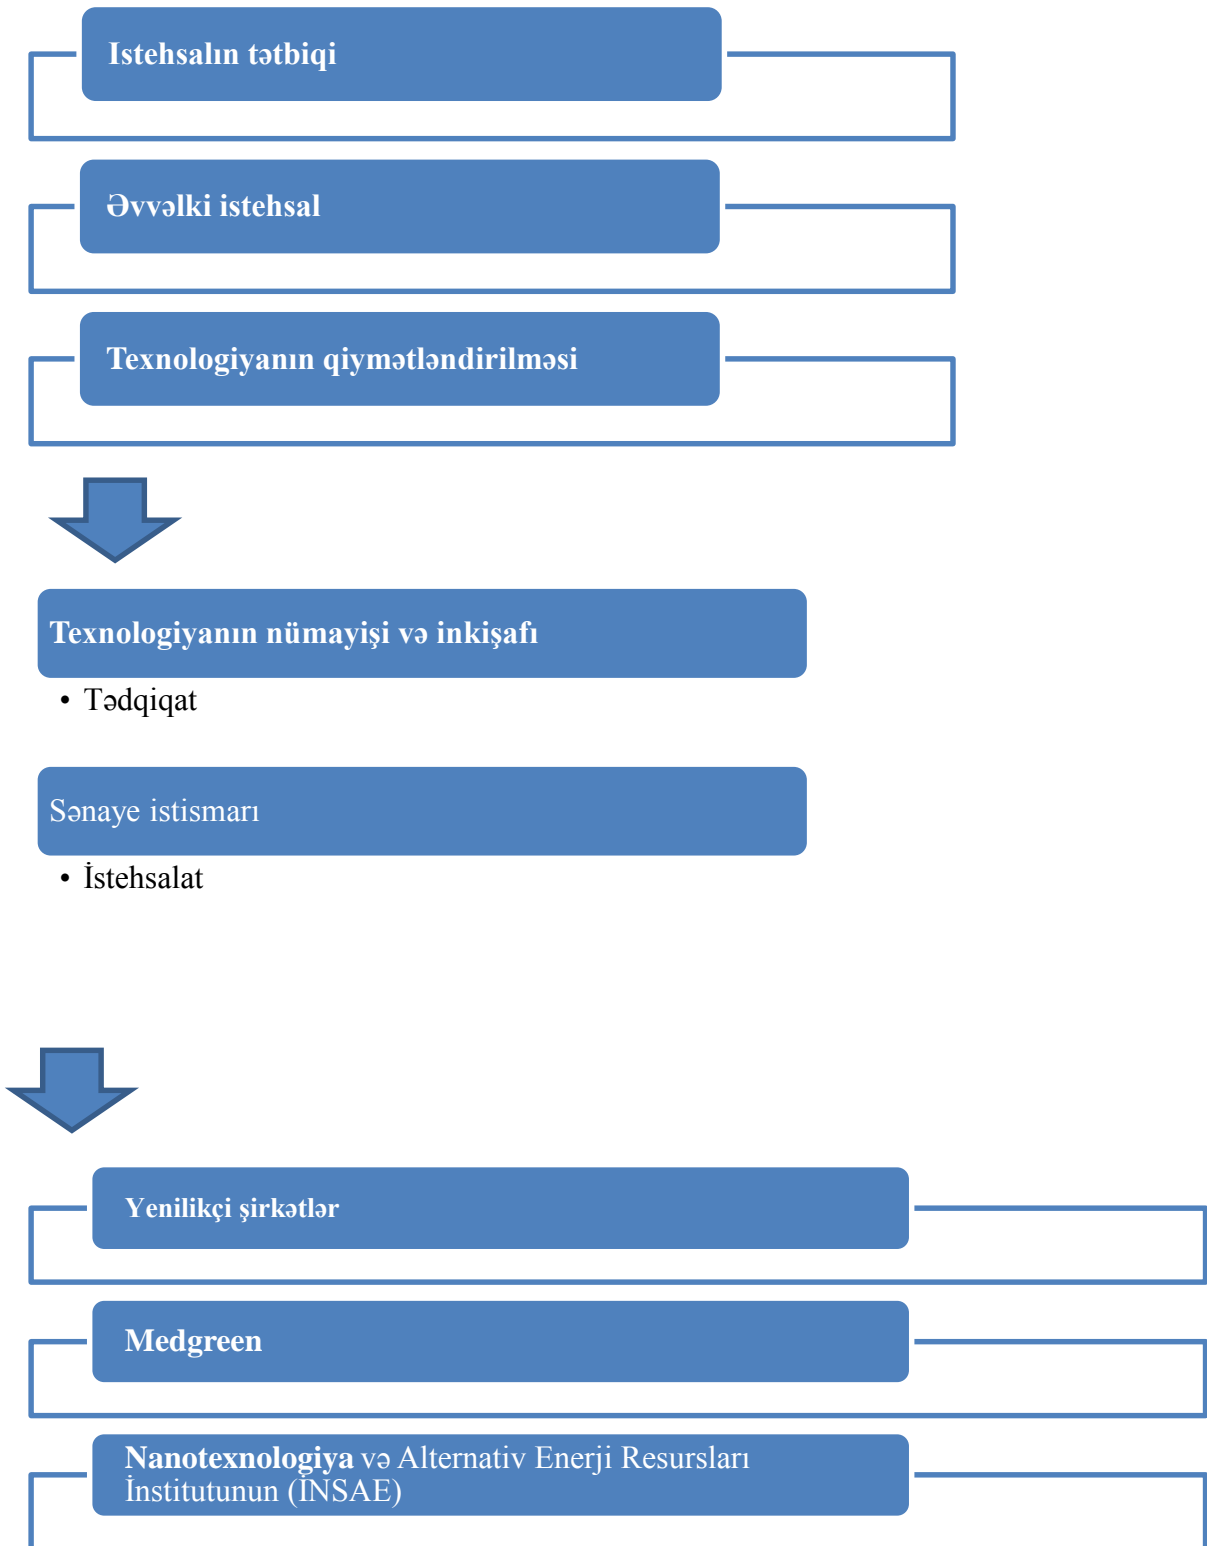 Istehsalın tətbiqi
Əvvəlki istehsal
Texnologiyanın qiymətləndirilməsi
Texnologiyanın nümayişi və inkişafı
• Tədqiqat
Sənaye istismarı
• İstehsalat
Yenilikçi şirkətlər
Medgreen
Nanotexnologiya və Alternativ Enerji Resursları
İnstitutunun (İNSAE)